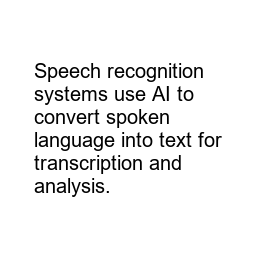 Speech recognition
systems use AI to
convert spoken
language into text for
transcription and
analysis.